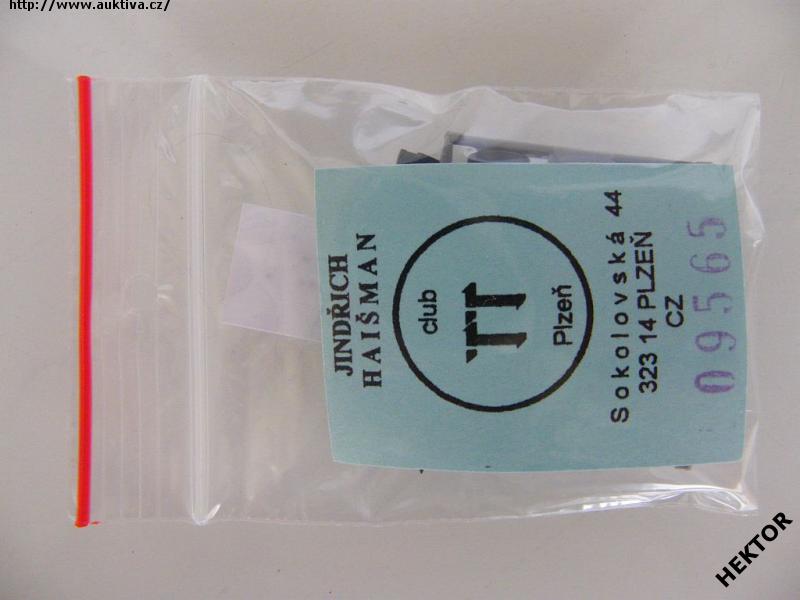 http://www.auktiva.cz/
JINDŘICH
HAIŠMAN
club
TT
Plzeň
Sokolovská 44
323 14 PLZEŇ
CZ
09565
HEKTOR